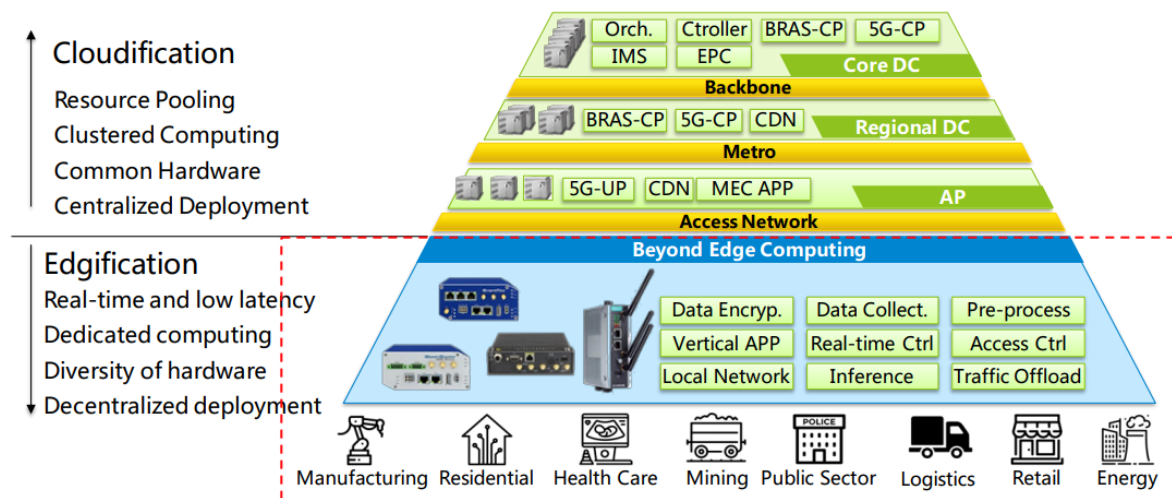 Cloudification
Resource Pooling
Clustered Computing
Common Hardware
Centralized Deployment
Edgification
Real-time and low latency
Dedicated computing
Diversity of hardware
Decentralized deployment
Orch. Ctroller BRAS-CP 5G-CP
IMS EPC
Core DC
Backbone
BRAS-CP 5G-CP CDN
Regional DC
Metro
5G-UP CDN MEC APP
AP
Access Network
Beyond Edge Computing
Data Encryp. Data Collect. Pre-process
Vertical APP Real-time Ctrl Access Ctrl
Local Network Inference Traffic Offload
POLICE
Manufacturing Residential Health Care Mining Public Sector Logistics Retail Energy